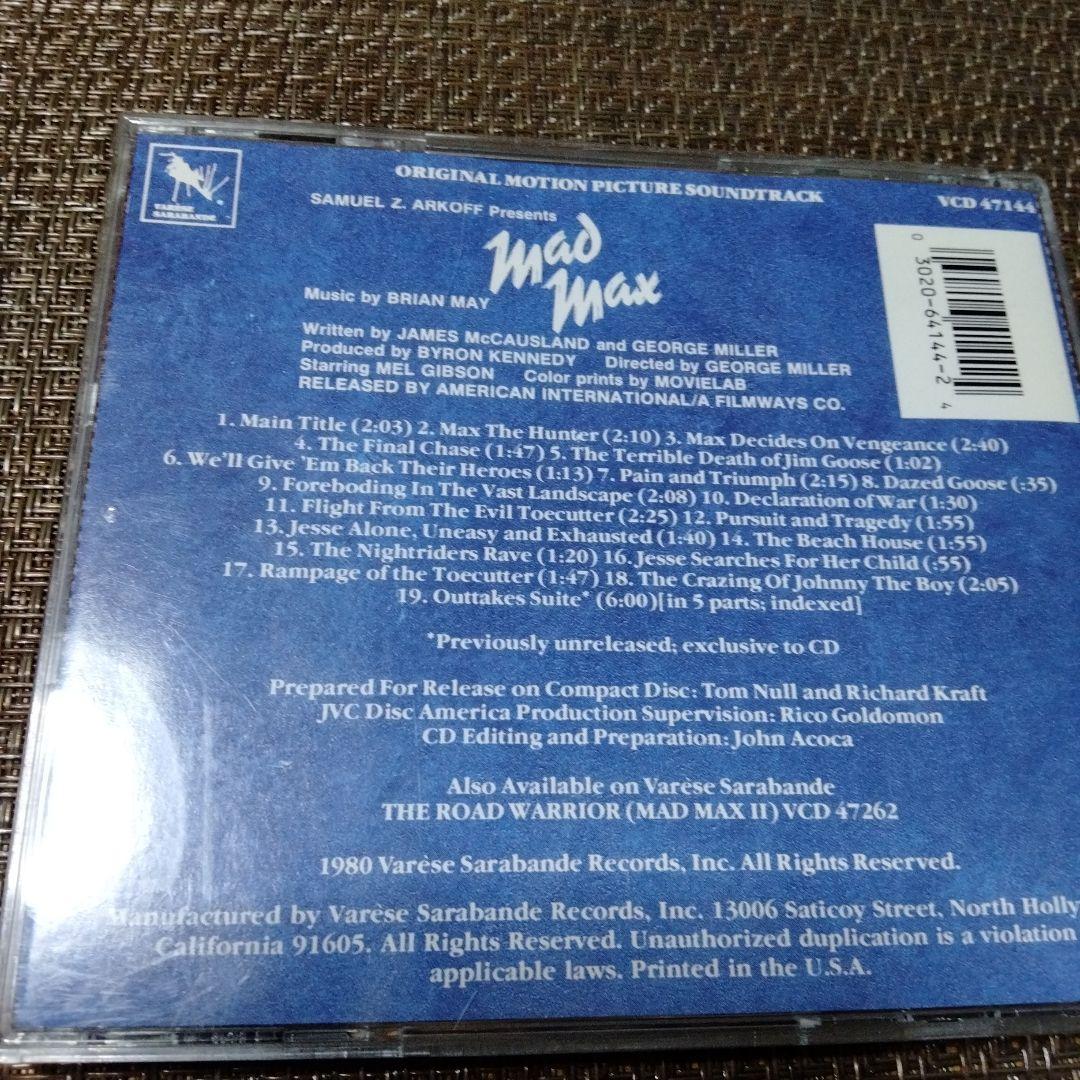 VARÈSE
SARABANDE
ORIGINAL MOTION PICTURE SOUNDTRACK
VCD 47144
SAMUEL Z. ARKOFF Presents
mad
max
Music by BRIAN MAY
Written by JAMES McCAUSLAND and GEORGE MILLER
Produced by BYRON KENNEDY Directed by GEORGE MILLER
Starring MEL GIBSON Color prints by MOVIELAB
RELEASED BY AMERICAN INTERNATIONAL/A FILMWAYS CO.
0 3020-64144-2 4
1. Main Title (2:03) 2. Max The Hunter (2:10) 3. Max Decides On Vengeance (2:40)
4. The Final Chase (1:47) 5. The Terrible Death of Jim Goose (1:02)
6. We'll Give 'Em Back Their Heroes (1:13) 7. Pain and Triumph (2:15) 8. Dazed Goose (:35)
9. Foreboding In The Vast Landscape (2:08) 10. Declaration of War (1:30)
11. Flight From The Evil Toecutter (2:25) 12. Pursuit and Tragedy (1:55)
13. Jesse Alone, Uneasy and Exhausted (1:40) 14. The Beach House (1:55)
15. The Nightriders Rave (1:20) 16. Jesse Searches For Her Child (:55)
17. Rampage of the Toecutter (1:47) 18. The Crazing Of Johnny The Boy (2:05)
19. Outtakes Suite* (6:00)[in 5 parts; indexed]
*Previously unreleased; exclusive to CD
Prepared For Release on Compact Disc: Tom Null and Richard Kraft
JVC Disc America Production Supervision: Rico Goldomon
CD Editing and Preparation: John Acoca
Also Available on Varèse Sarabande
THE ROAD WARRIOR (MAD MAX II) VCD 47262
1980 Varèse Sarabande Records, Inc. All Rights Reserved.
Manufactured by Varèse Sarabande Records, Inc. 13006 Saticoy Street, North Holly
California 91605. All Rights Reserved. Unauthorized duplication is a violation
applicable laws. Printed in the U.S.A.